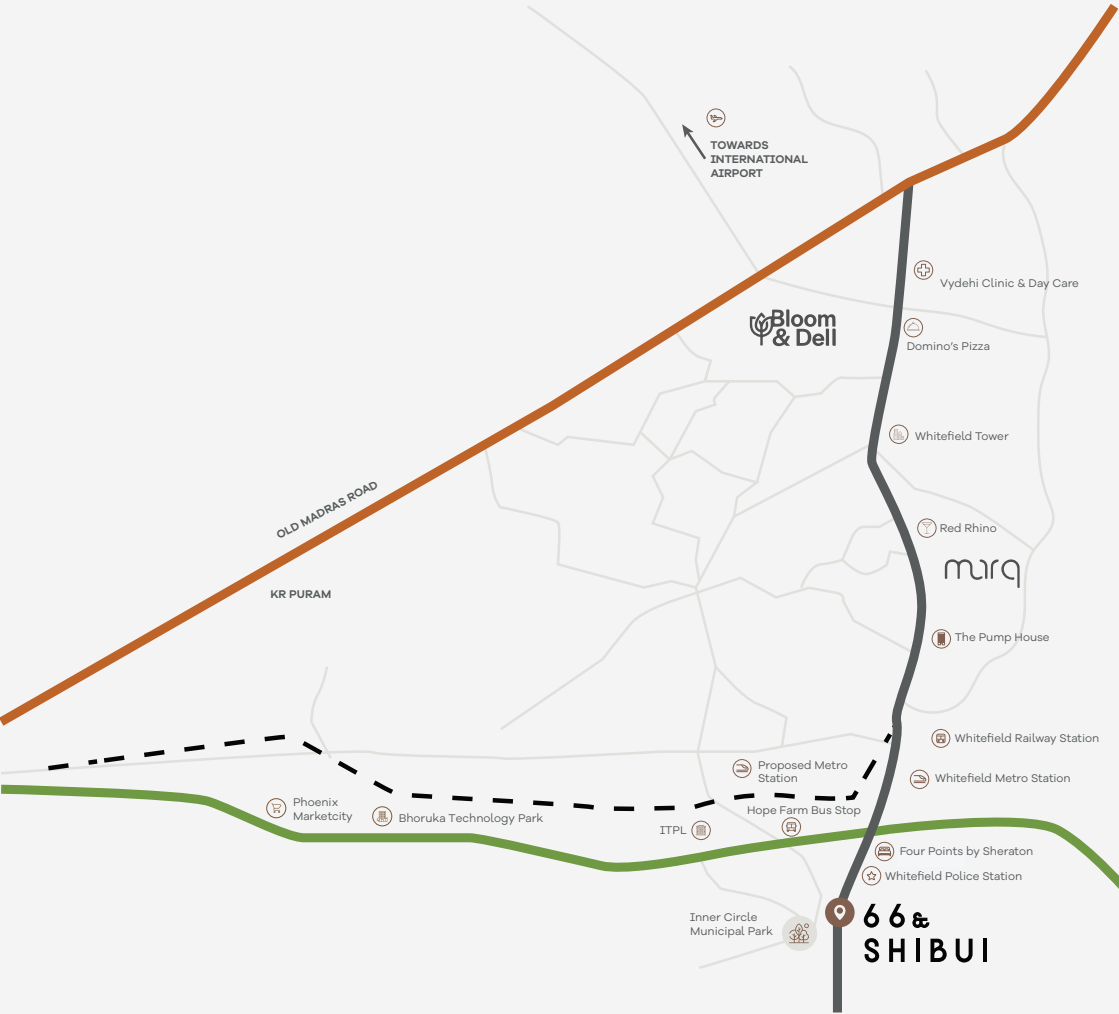 TOWARDS
INTERNATIONAL
AIRPORT
Vydehi Clinic & Day Care
Bloom
& Dell
Domino's Pizza
Whitefield Tower
OLD MADRAS ROAD
Red Rhino
marq
KR PURAM
The Pump House
Whitefield Railway Station
Proposed Metro
Station
Whitefield Metro Station
Phoenix
Marketcity
Bhoruka Technology Park
Hope Farm Bus Stop
ITPL
Four Points by Sheraton
Whitefield Police Station
Inner Circle
Municipal Park
66&
SHIBUI